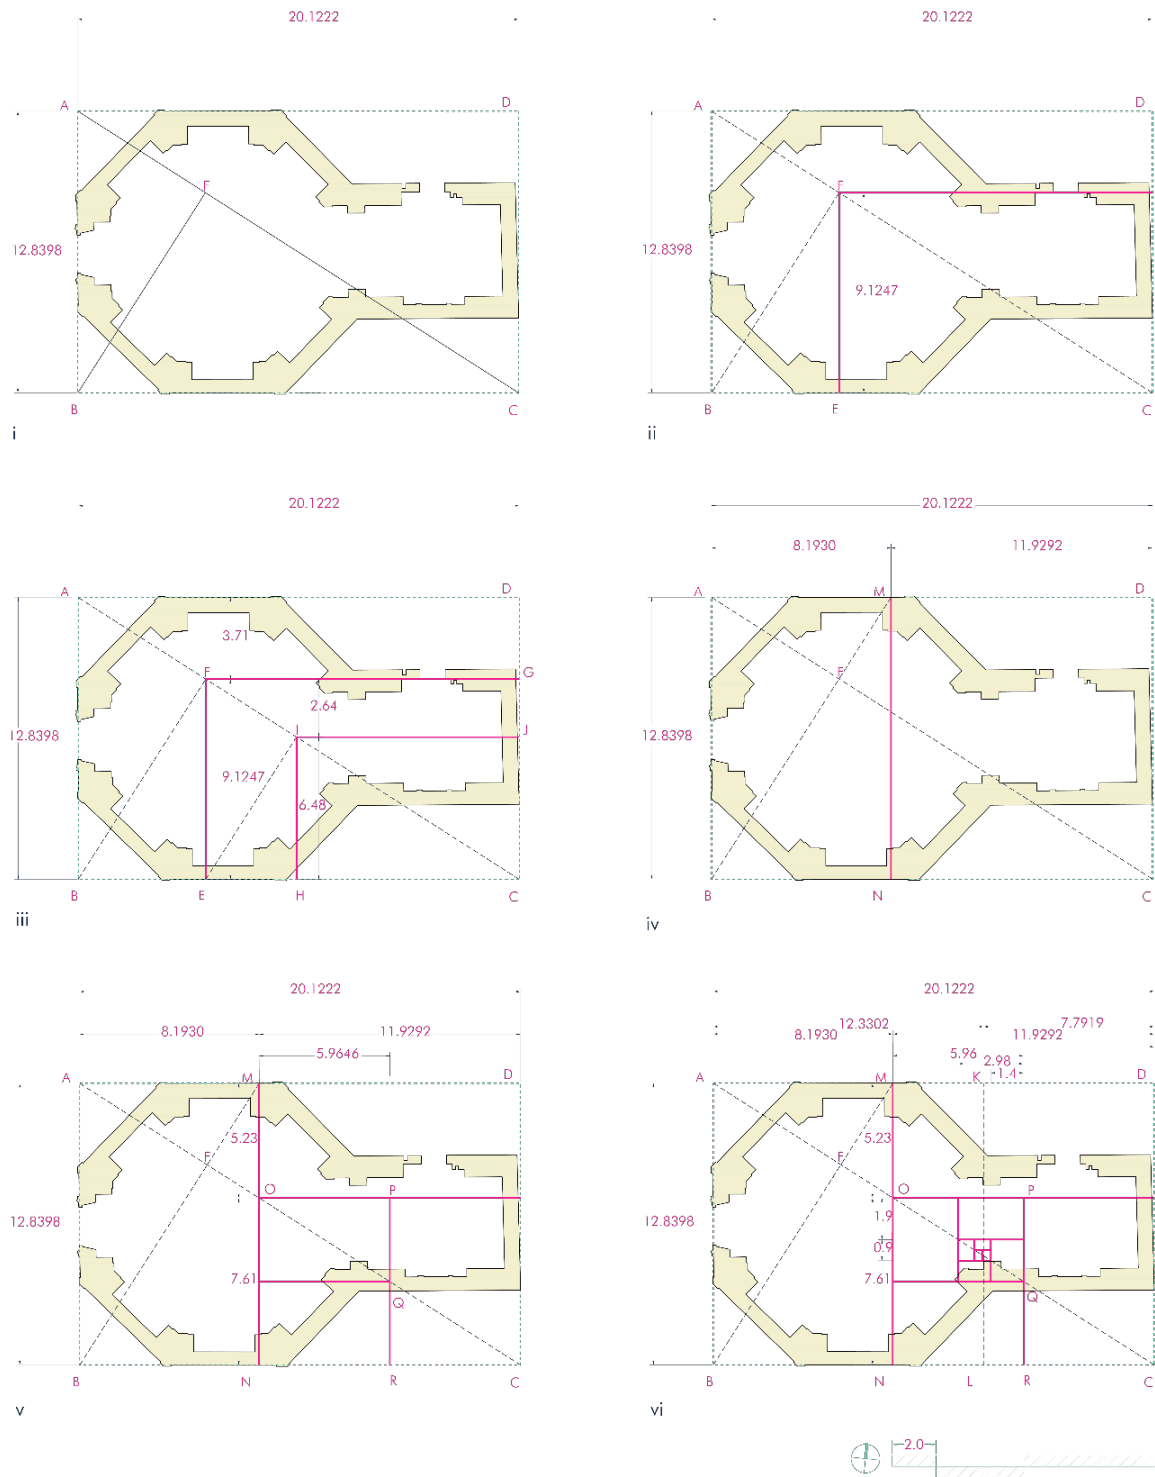 20.1222
A D
F
12.8398
B C
i
20.1222
A D
F
12.8398
9.1247
B E C
ii
20.1222
A D
3.71
F G
2.64
I J
12.8398
9.1247
6.48
B E H C
iii
20.1222
8.1930 11.9292
A M D
F
12.8398
B N C
iv
20.1222
8.1930 11.9292
5.9646
A M D
5.23
F
O P
12.8398
7.61
Q
B N R C
v
20.1222
12.3302 7.7919
8.1930 11.9292
5.96
2.98
1.4
A M K D
5.23
F
O P
1.9
12.8398
0.9
7.61
Q
B N L R C
vi
2.0